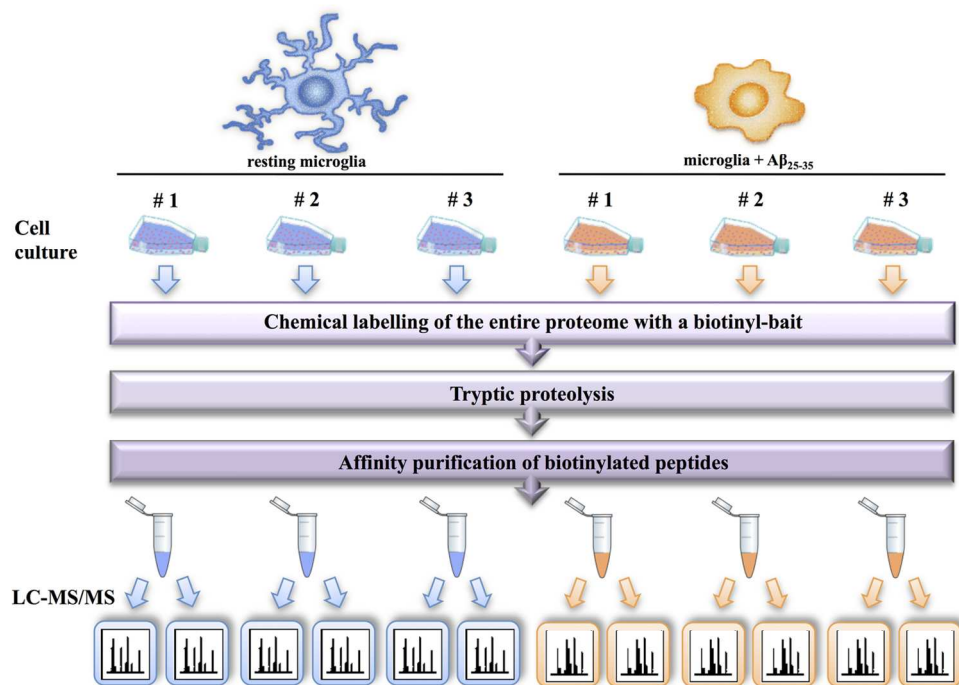 resting microglia
microglia + Aβ25-35
# 1
# 2
# 3
# 1
# 2
# 3
Cell
culture
Chemical labelling of the entire proteome with a biotinyl-bait
Tryptic proteolysis
Affinity purification of biotinylated peptides
LC-MS/MS